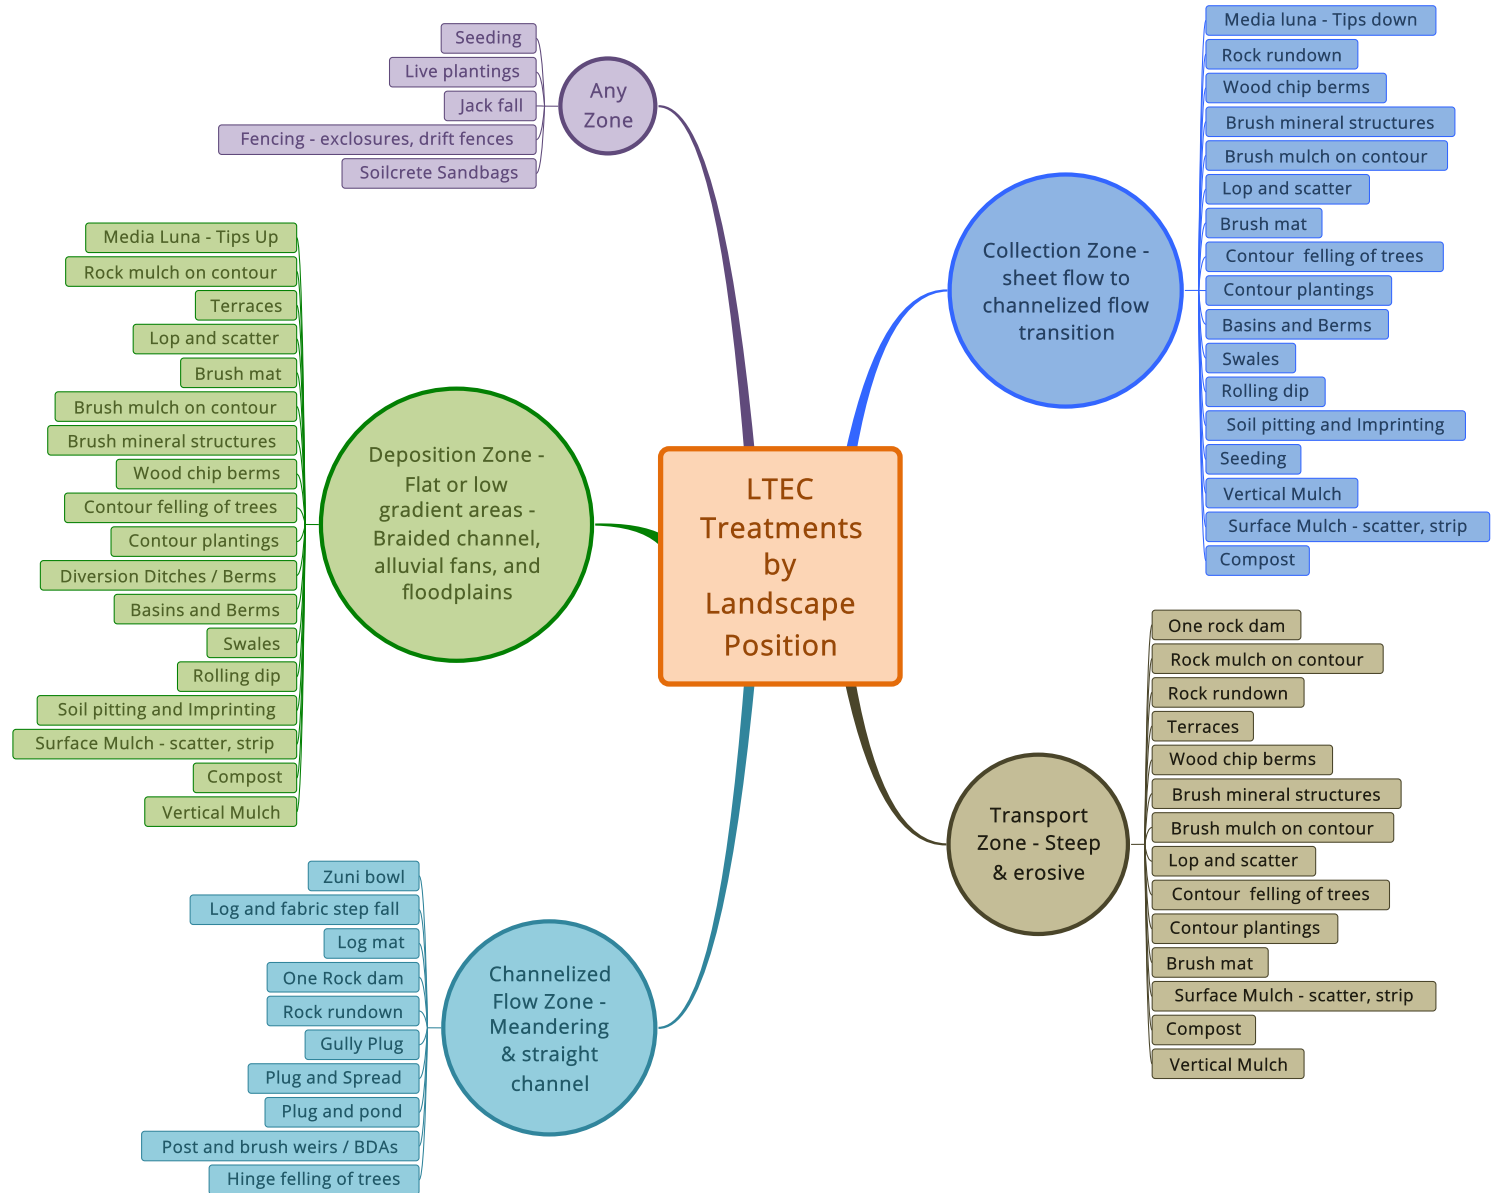 LTEC
Treatments
by
Landscape
Position
Any
Zone
Seeding
Live plantings
Jack fall
Fencing - exclosures, drift fences
Soilcrete Sandbags
Collection Zone -
sheet flow to
channelized flow
transition
Media luna - Tips down
Rock rundown
Wood chip berms
Brush mineral structures
Brush mulch on contour
Lop and scatter
Brush mat
Contour  felling of trees
Contour plantings
Basins and Berms
Swales
Rolling dip
Soil pitting and Imprinting
Seeding
Vertical Mulch
Surface Mulch - scatter, strip
Compost
Deposition Zone -
Flat or low
gradient areas -
Braided channel,
alluvial fans, and
floodplains
Media Luna - Tips Up
Rock mulch on contour
Terraces
Lop and scatter
Brush mat
Brush mulch on contour
Brush mineral structures
Wood chip berms
Contour felling of trees
Contour plantings
Diversion Ditches / Berms
Basins and Berms
Swales
Rolling dip
Soil pitting and Imprinting
Surface Mulch - scatter, strip
Compost
Vertical Mulch
Transport
Zone - Steep
& erosive
One rock dam
Rock mulch on contour
Rock rundown
Terraces
Wood chip berms
Brush mineral structures
Brush mulch on contour
Lop and scatter
Contour  felling of trees
Contour plantings
Brush mat
Surface Mulch - scatter, strip
Compost
Vertical Mulch
Channelized
Flow Zone -
Meandering
& straight
channel
Zuni bowl
Log and fabric step fall
Log mat
One Rock dam
Rock rundown
Gully Plug
Plug and Spread
Plug and pond
Post and brush weirs / BDAs
Hinge felling of trees